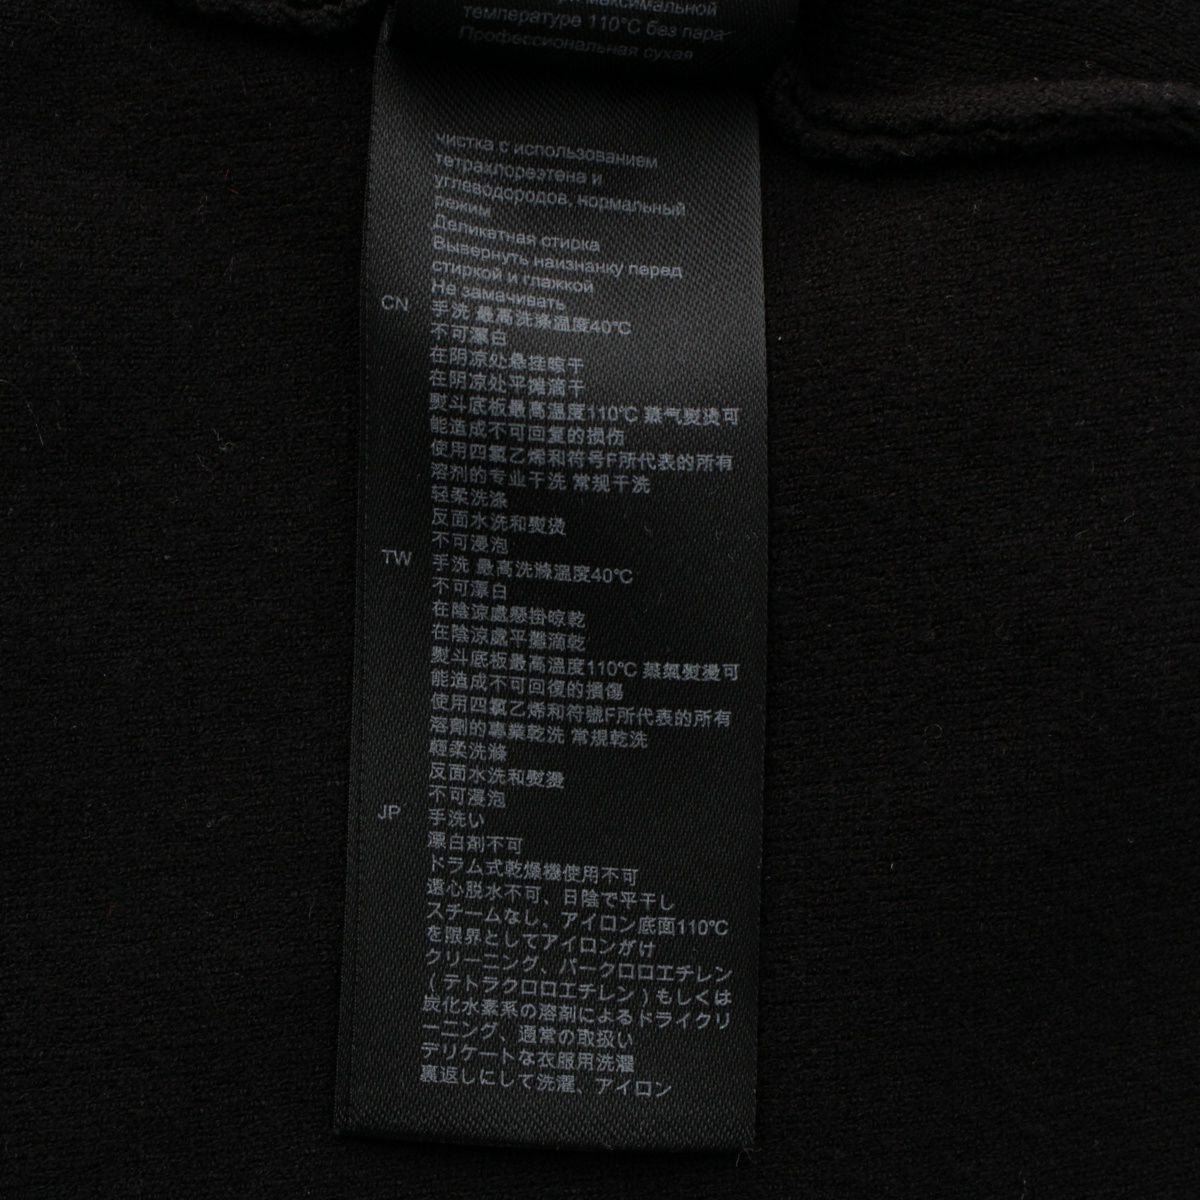 максимальной
температуре 110°C без пара-
Профессиональная сухая
чистка с использованием
тетрахлорэтена и
углеводородов, нормальный
режим
Деликатная стирка
Вывернуть наизнанку перед
стиркой и глажкой
Не замачивать
CN 手洗 最高洗涤温度40℃
不可漂白
在阴凉处悬挂晾干
在阴凉处平摊滴干
熨斗底板最高温度110℃ 蒸气熨烫可
能造成不可回复的损伤
使用四氯乙烯和符号F所代表的所有
溶剂的专业干洗 常规干洗
轻柔洗涤
反面水洗和熨烫
不可浸泡
TW 手洗 最高洗滌溫度40℃
不可漂白
在陰涼處懸掛晾乾
在陰涼處平攤滴乾
熨斗底板最高溫度110℃ 蒸氣熨燙可
能造成不可回復的損傷
使用四氯乙烯和符號F所代表的所有
溶劑的專業乾洗 常規乾洗
輕柔洗滌
反面水洗和熨燙
不可浸泡
JP 手洗い
漂白剤不可
ドラム式乾燥機使用不可
遠心脱水不可、日陰で平干し
スチームなし、アイロン底面110℃
を限界としてアイロンがけ
クリーニング、パークロロエチレン
(テトラクロロエチレン)もしくは
炭化水素系の溶剤によるドライクリ
ーニング、通常の取扱い
デリケートな衣服用洗濯
裏返しにして洗濯、アイロン